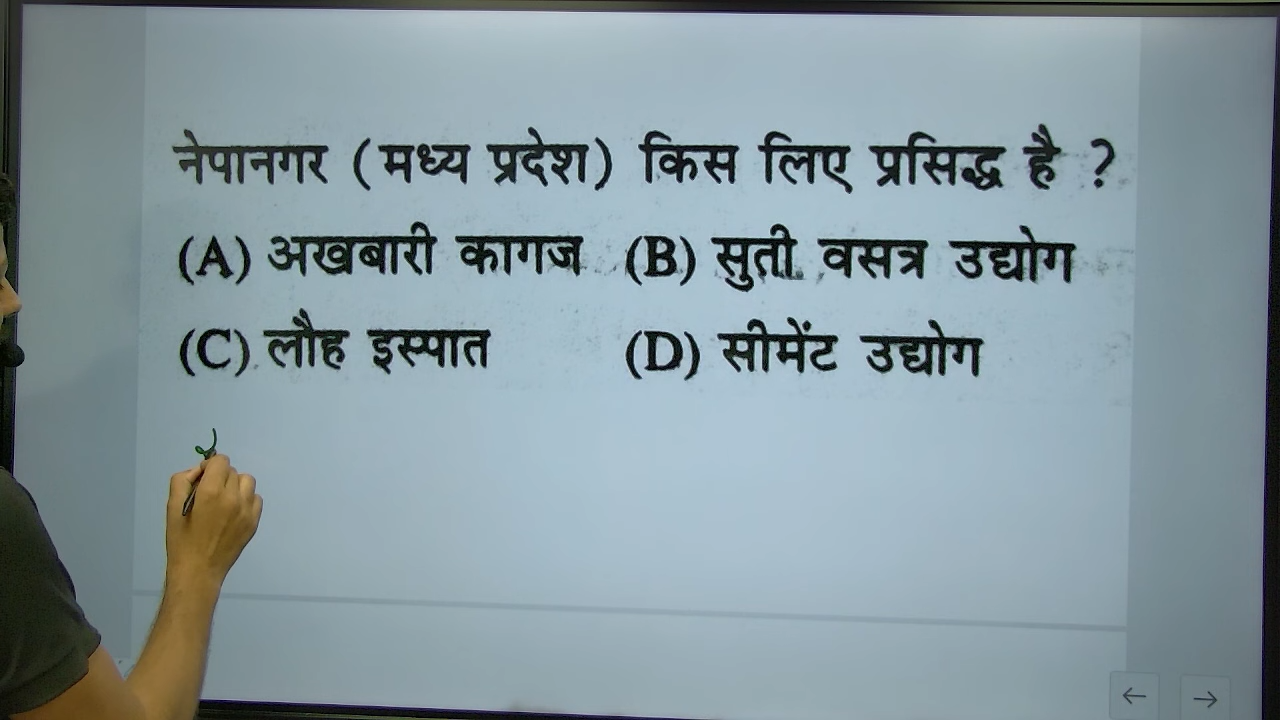 नेपानगर (मध्य प्रदेश) किस लिए प्रसिद्ध है ?
(A) अखबारी कागज (B) सुती वसत्र उद्योग
(C) लौह इस्पात (D) सीमेंट उद्योग